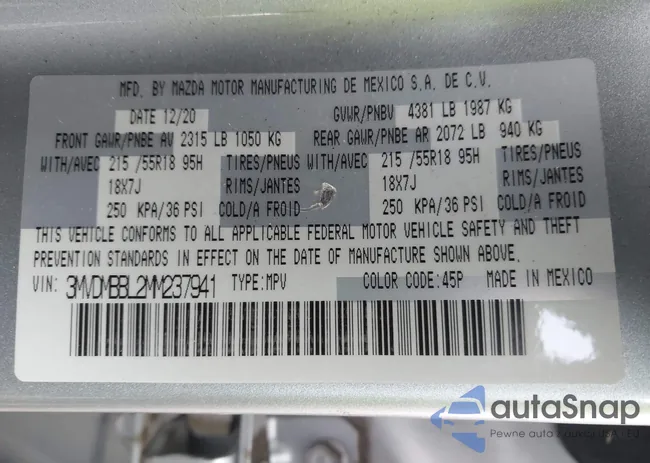 MFD. BY MAZDA MOTOR MANUFACTURING DE MEXICO S.A. DE C.V.
DATE 12/20 GVWR/PNBV 4381 LB 1987 KG
FRONT GAWR/PNBE AV 2315 LB 1050 KG REAR GAWR/PNBE AR 2072 LB 940 KG
WITH/AVEC 215 /55R18 95H TIRES/PNEUS WITH/AVEC 215 /55R18 95H TIRES/PNEUS
18X7J RIMS/JANTES 18X7J RIMS/JANTES
250 KPA/36 PSI COLD/A FROID 250 KPA/36 PSI COLD/A FROID
THIS VEHICLE CONFORMS TO ALL APPLICABLE FEDERAL MOTOR VEHICLE SAFETY AND THEFT
PREVENTION STANDARDS IN EFFECT ON THE DATE OF MANUFACTURE SHOWN ABOVE.
VIN: 3MVDMBBL2MM237941 TYPE:MPV COLOR CODE:45P MADE IN MEXICO
autoSnap
Pewne auto z aukcji USA, EU